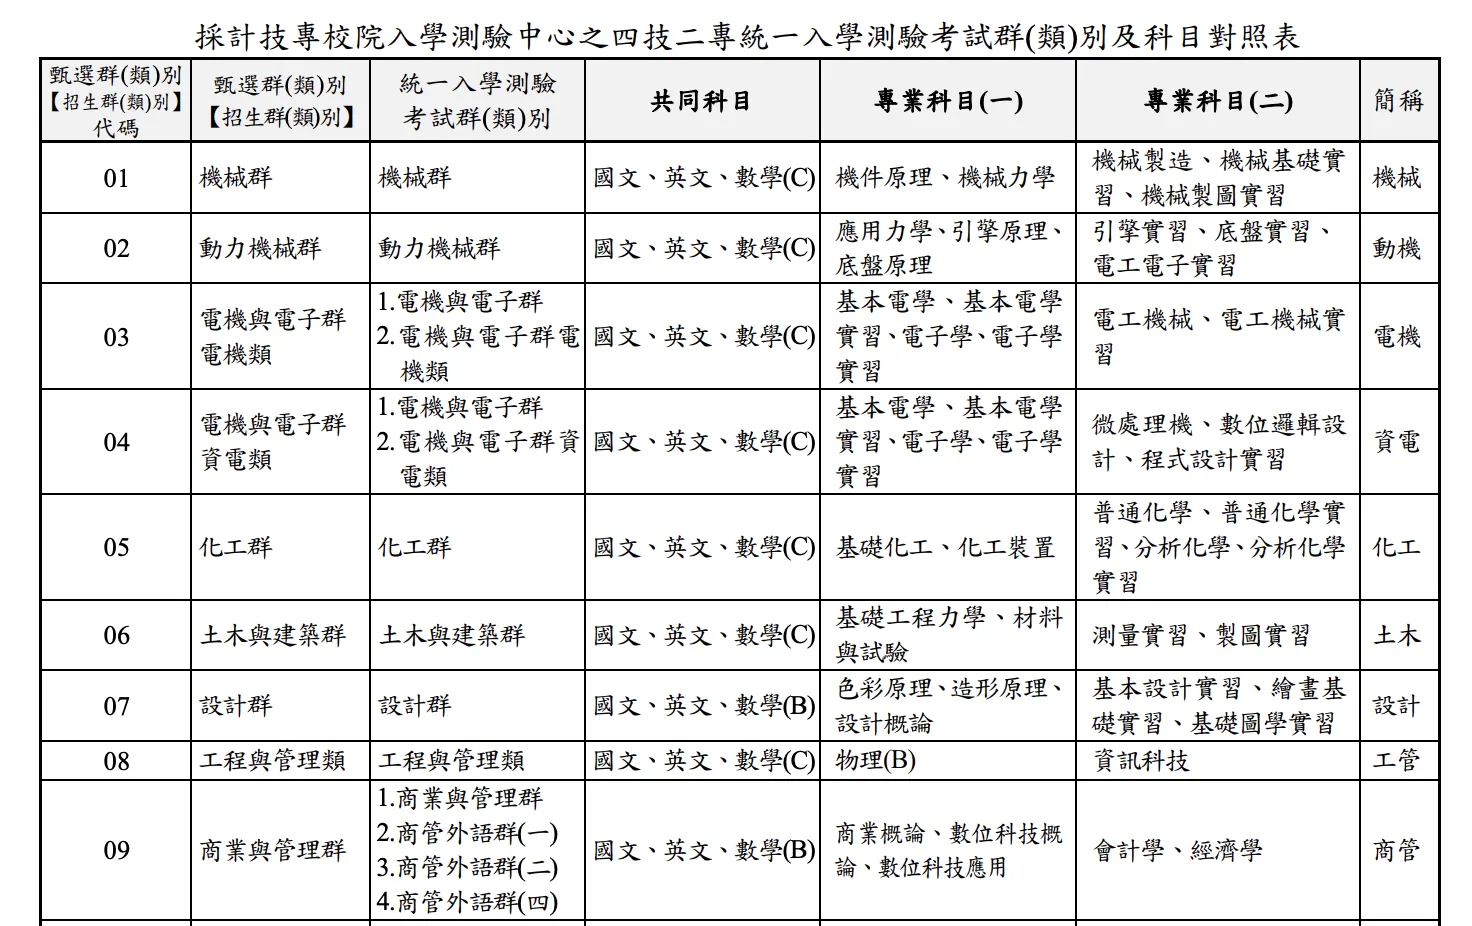 採計技專校院入學測驗中心之四技二專統一入學測驗考試群(類)別及科目對照表
甄選群(類)別
【招生群(類)別】
代碼
甄選群(類)別
【招生群(類)別】
統一入學測驗
考試群(類)別
共同科目
專業科目(一)
專業科目(二)
簡稱
01
機械群
機械群
國文、英文、數學(C)
機件原理、機械力學
機械製造、機械基礎實
習、機械製圖實習
機械
02
動力機械群
動力機械群
國文、英文、數學(C)
應用力學、引擎原理、
底盤原理
引擎實習、底盤實習、
電工電子實習
動機
03
電機與電子群
電機類
1.電機與電子群
2.電機與電子群電
機類
國文、英文、數學(C)
基本電學、基本電學
實習、電子學、電子學
實習
電工機械、電工機械實
習
電機
04
電機與電子群
資電類
1.電機與電子群
2.電機與電子群資
電類
國文、英文、數學(C)
基本電學、基本電學
實習、電子學、電子學
實習
微處理機、數位邏輯設
計、程式設計實習
資電
05
化工群
化工群
國文、英文、數學(C)
基礎化工、化工裝置
普通化學、普通化學實
習、分析化學、分析化學
實習
化工
06
土木與建築群
土木與建築群
國文、英文、數學(C)
基礎工程力學、材料
與試驗
測量實習、製圖實習
土木
07
設計群
設計群
國文、英文、數學(B)
色彩原理、造形原理、
設計概論
基本設計實習、繪畫基
礎實習、基礎圖學實習
設計
08
工程與管理類
工程與管理類
國文、英文、數學(C)
物理(B)
資訊科技
工管
09
商業與管理群
1.商業與管理群
2.商管外語群(一)
3.商管外語群(二)
4.商管外語群(四)
國文、英文、數學(B)
商業概論、數位科技概
論、數位科技應用
會計學、經濟學
商管